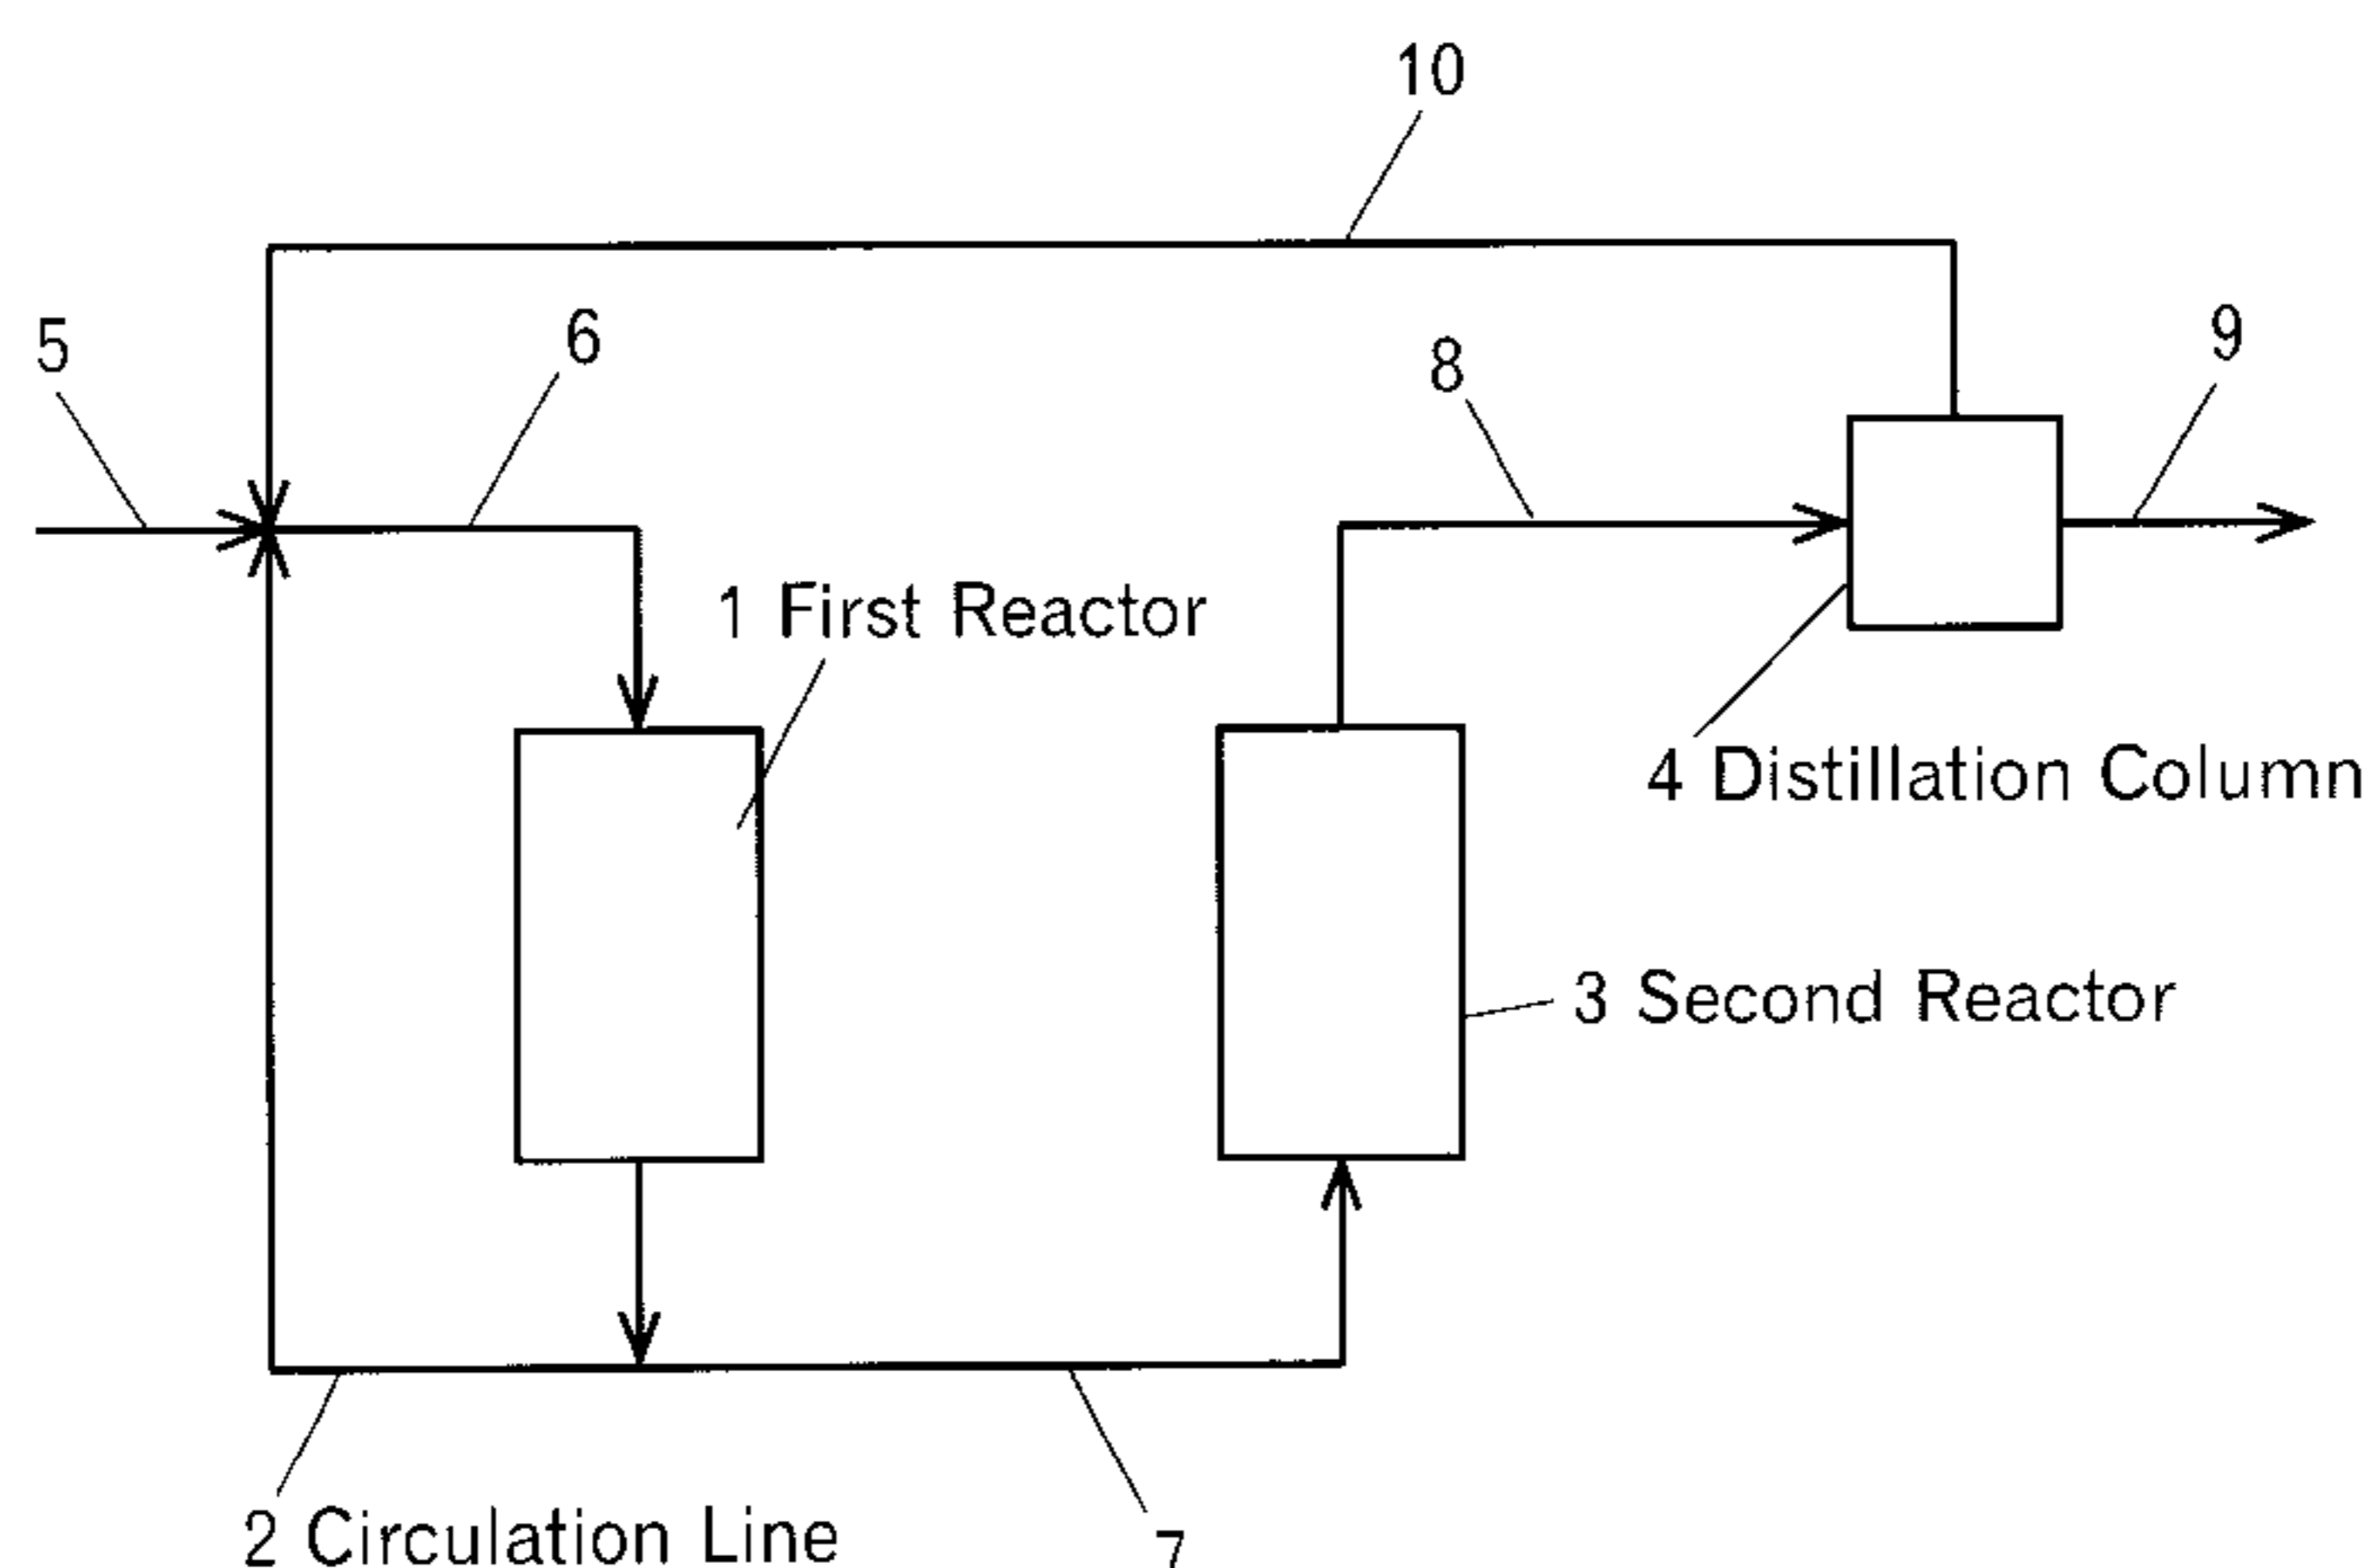 10
5
6
8
9
1 First Reactor
4 Distillation Column
3 Second Reactor
2 Circulation Line
7